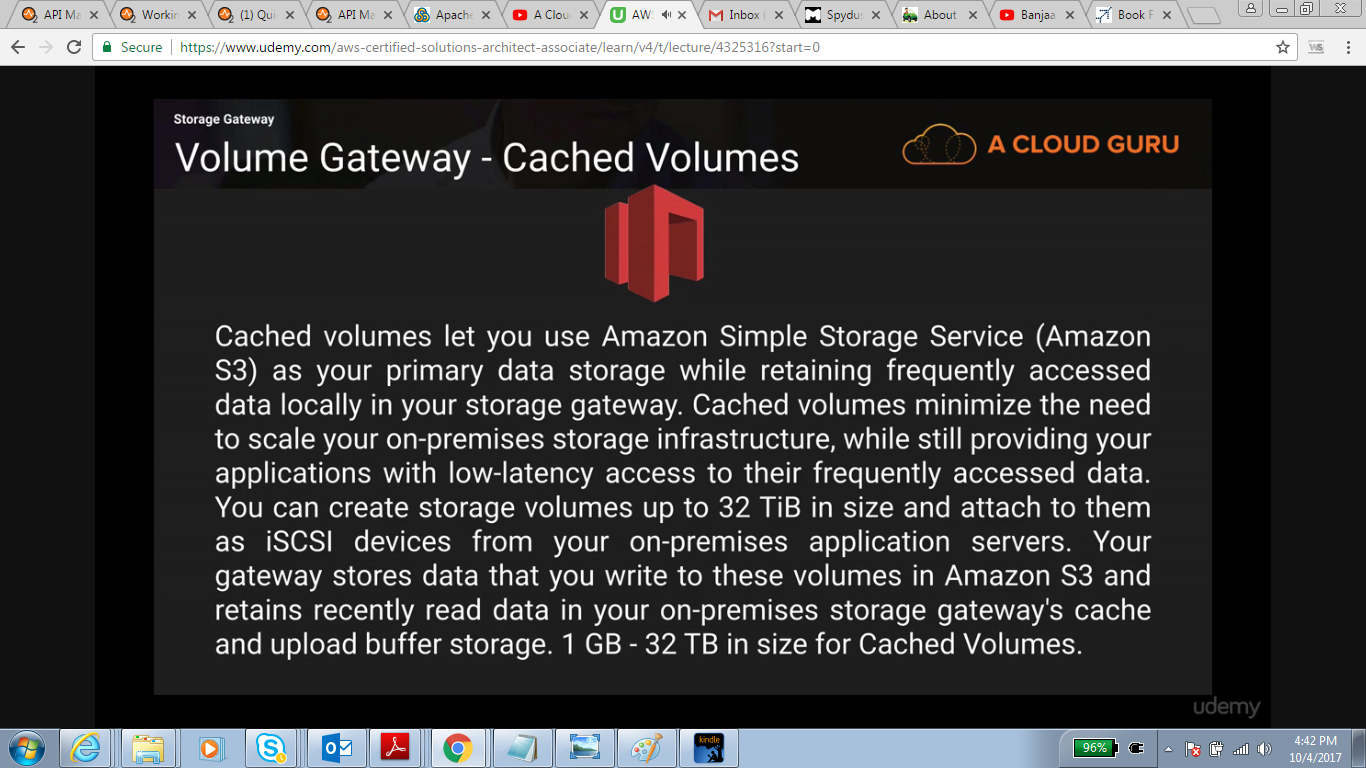 API Ma
Workin
(1) Qui
API Ma
Apache
A Clou
AWS
Inbox (
Spydus
About
Banjaa
Book F
Secure
https://www.udemy.com/aws-certified-solutions-architect-associate/learn/v4/t/lecture/4325316?start=0
Storage Gateway
Volume Gateway - Cached Volumes
A CLOUD GURU
Cached volumes let you use Amazon Simple Storage Service (Amazon
S3) as your primary data storage while retaining frequently accessed
data locally in your storage gateway. Cached volumes minimize the need
to scale your on-premises storage infrastructure, while still providing your
applications with low-latency access to their frequently accessed data.
You can create storage volumes up to 32 TiB in size and attach to them
as iSCSI devices from your on-premises application servers. Your
gateway stores data that you write to these volumes in Amazon S3 and
retains recently read data in your on-premises storage gateway's cache
and upload buffer storage. 1 GB - 32 TB in size for Cached Volumes.
udemy
kindle
96%
4:42 PM
10/4/2017